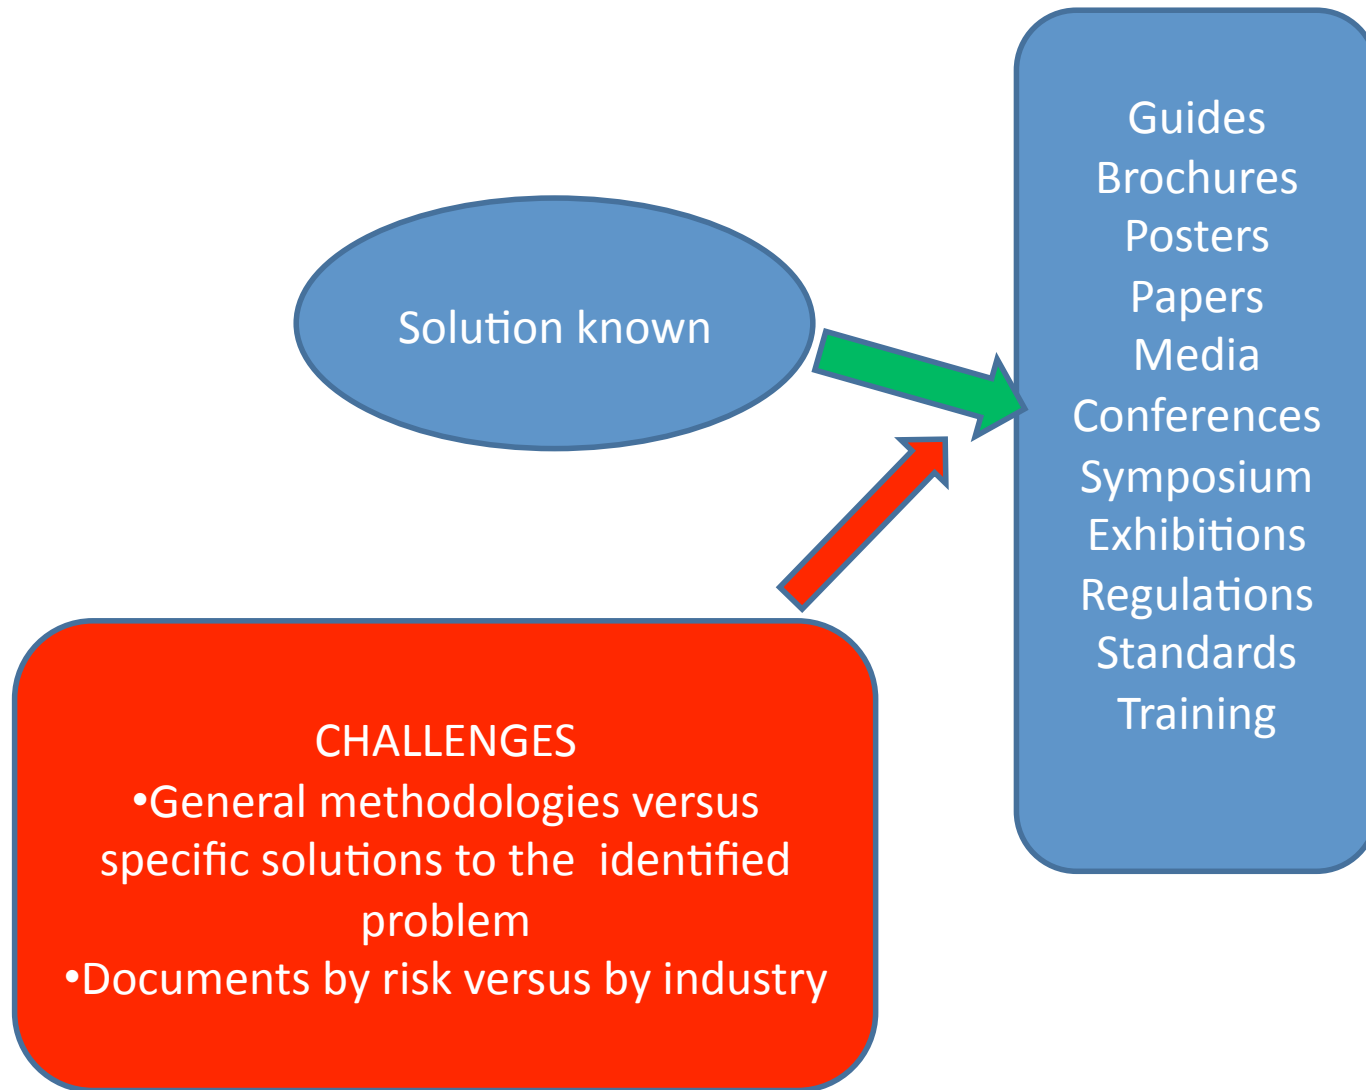 Solution known
Guides
Brochures
Posters
Papers
Media
Conferences
Symposium
Exhibitions
Regulations
Standards
Training
CHALLENGES
•General methodologies versus
specific solutions to the  identified
problem
•Documents by risk versus by industry